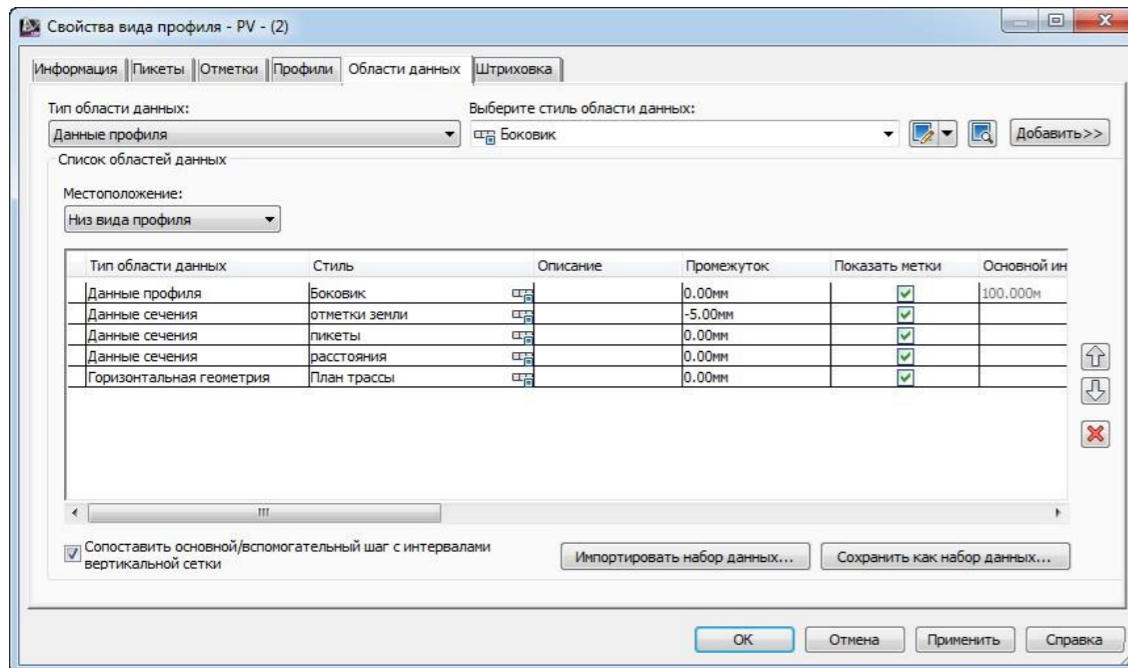 Свойства вида профиля - PV - (2)
Информация Пикеты Отметки Профили Области данных Штриховка
Тип области данных: Выберите стиль области данных:
Данные профиля Боковик Добавить>>
Список областей данных
Местоположение:
Низ вида профиля
Тип области данных Стиль Описание Промежуток Показать метки Основной ин
Данные профиля Боковик 0.00мм 100.000м
Данные сечения отметки земли -5.00мм
Данные сечения пикеты 0.00мм
Данные сечения расстояния 0.00мм
Горизонтальная геометрия План трассы 0.00мм
Сопоставить основной/вспомогательный шаг с интервалами
вертикальной сетки
Импортировать набор данных... Сохранить как набор данных...
OK Отмена Применить Справка